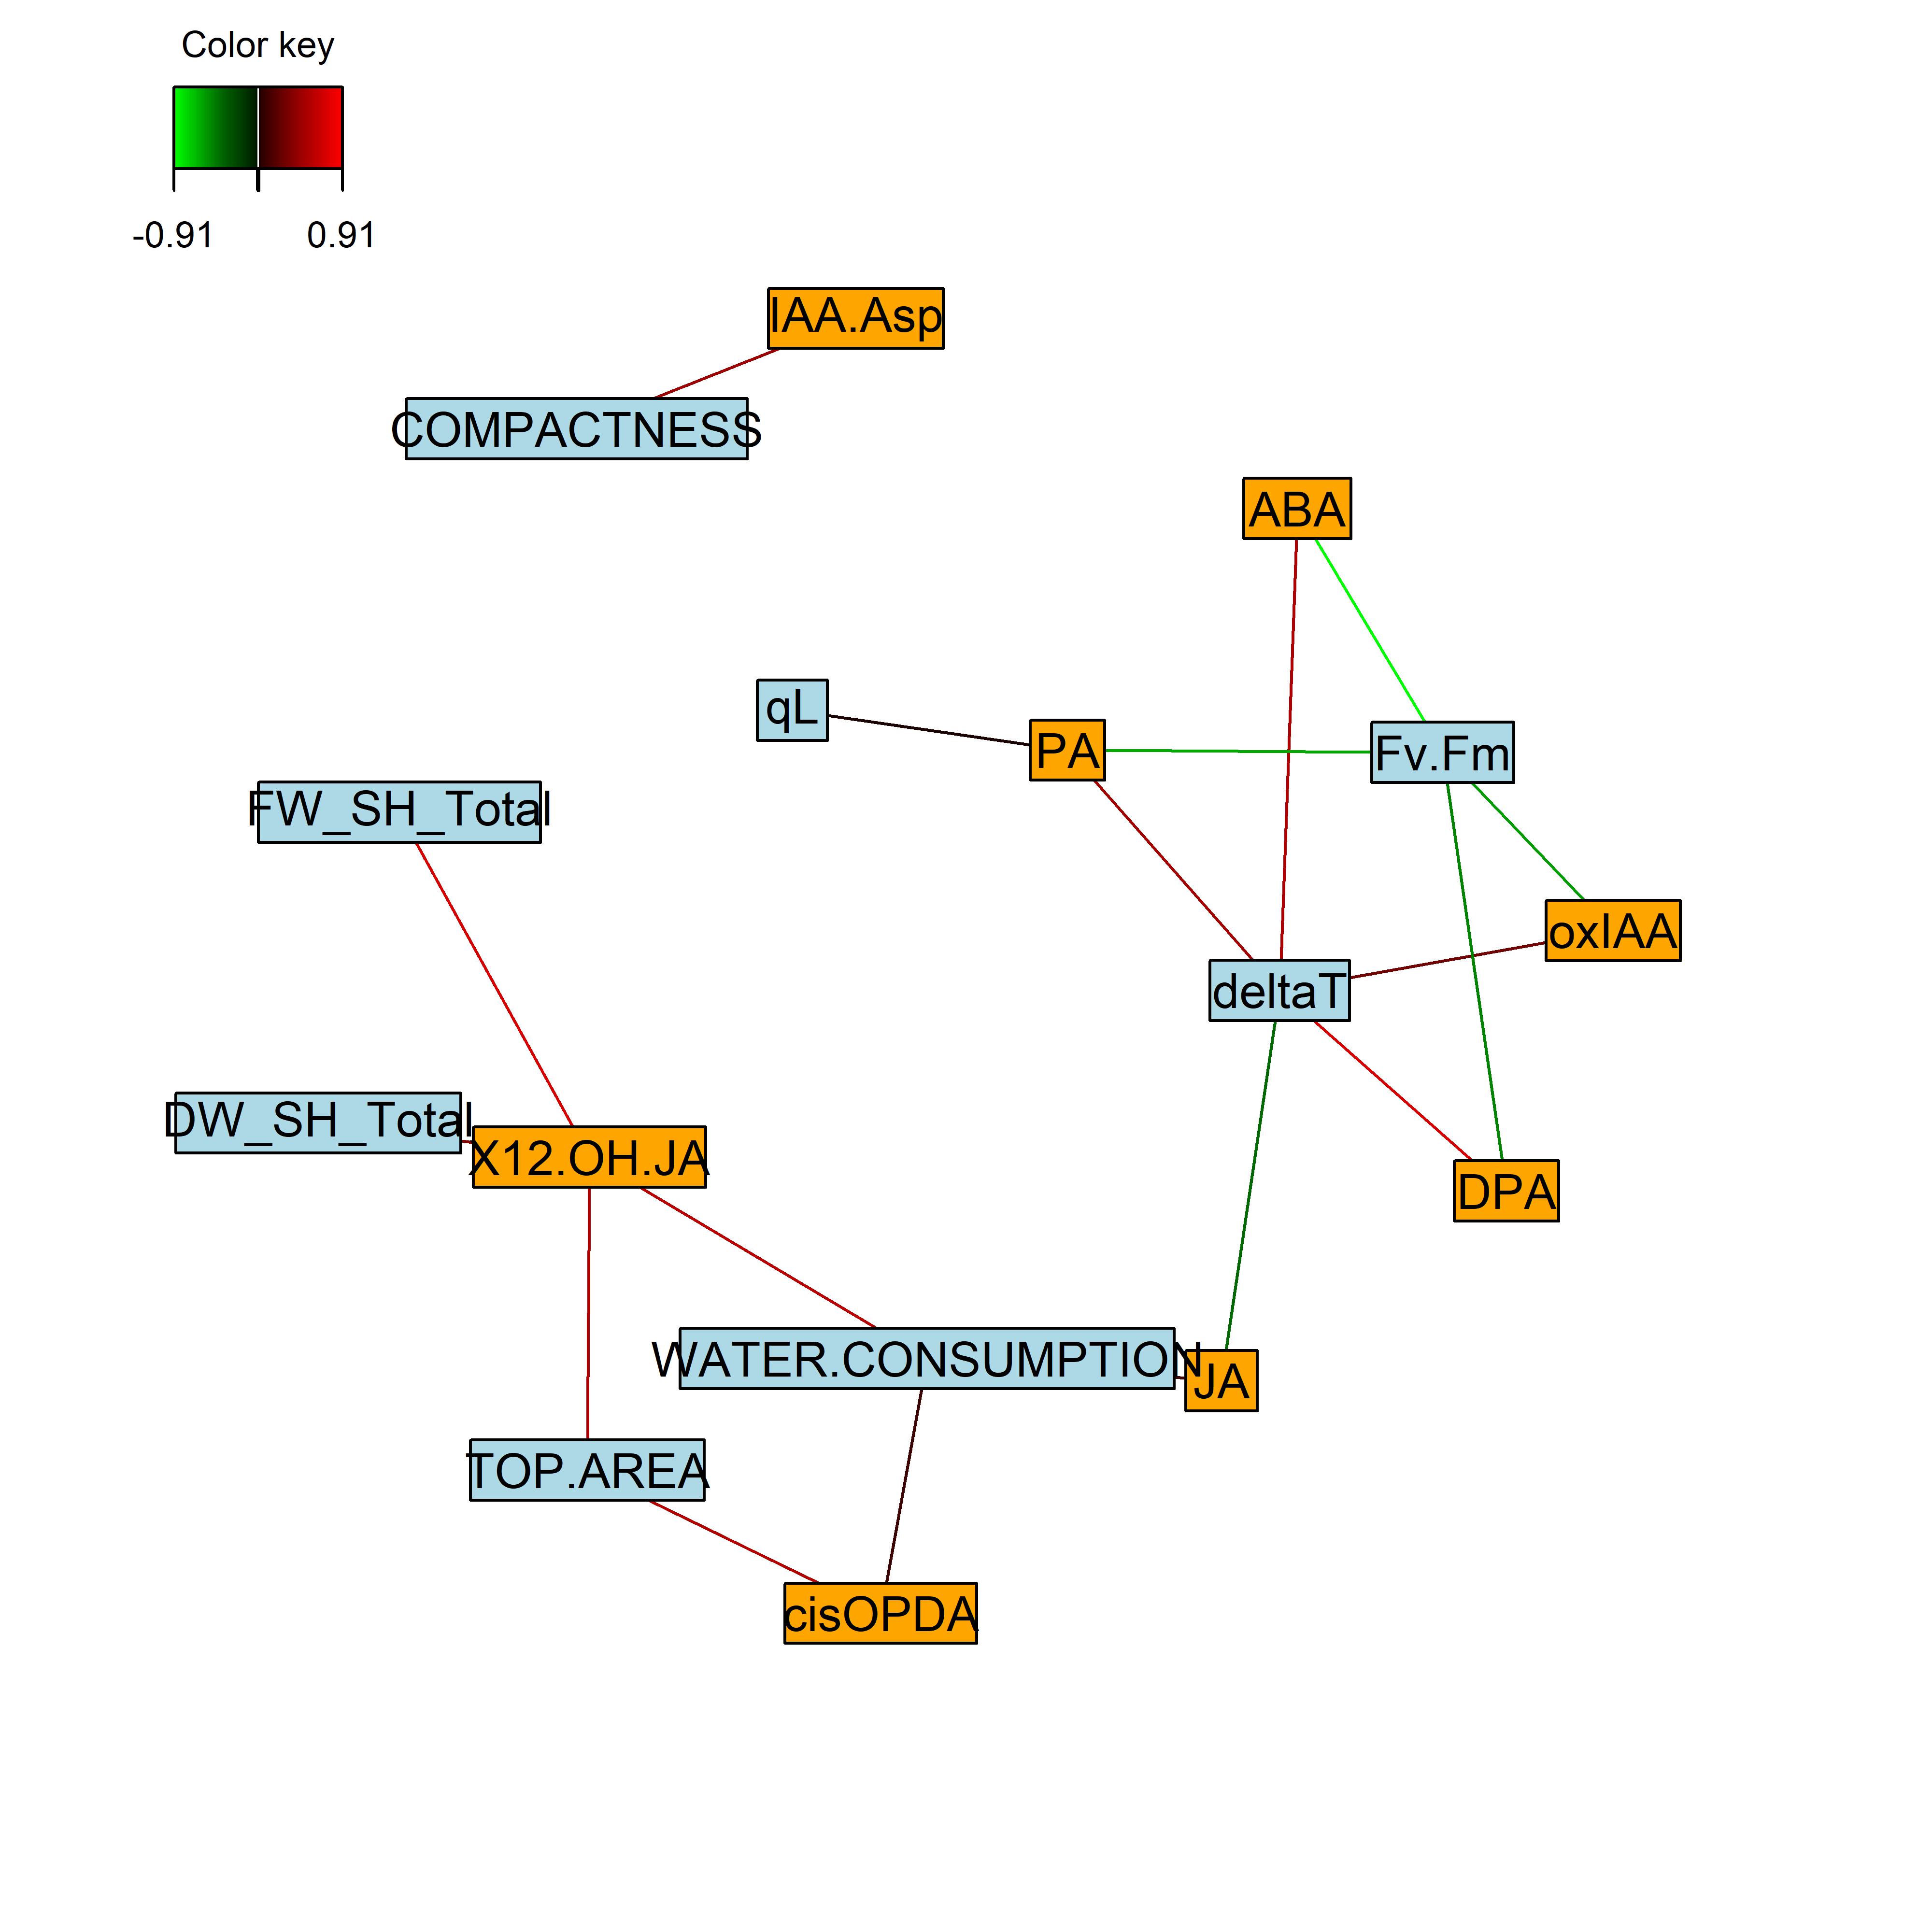 Color key
-0.91 0.91
IAA.Asp
COMPACTNESS
ABA
qL
PA
Fv.Fm
FW_SH_Total
oxIAA
deltaT
DW_SH_Total
X12.OH.JA
DPA
WATER.CONSUMPTION
JA
TOP.AREA
cisOPDA